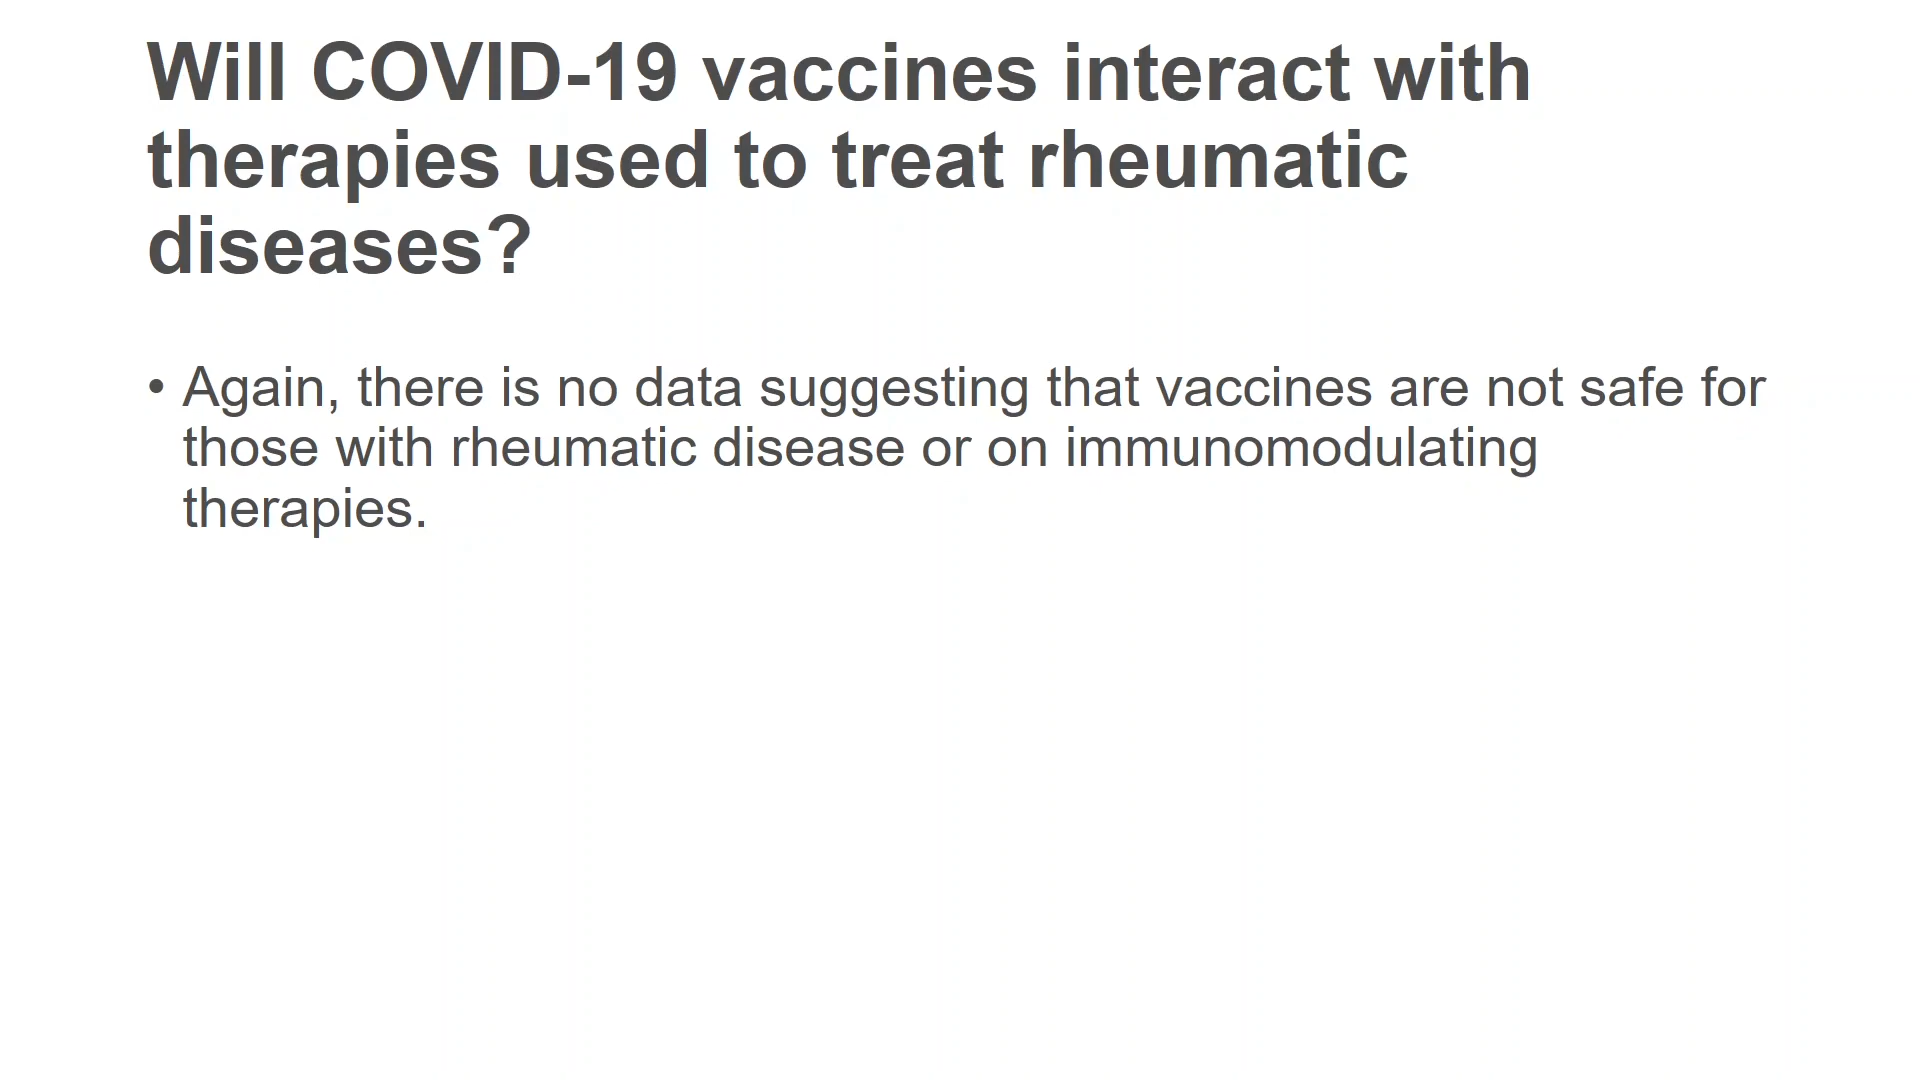 Will COVID-19 vaccines interact with
therapies used to treat rheumatic
diseases?
• Again, there is no data suggesting that vaccines are not safe for
those with rheumatic disease or on immunomodulating
therapies.